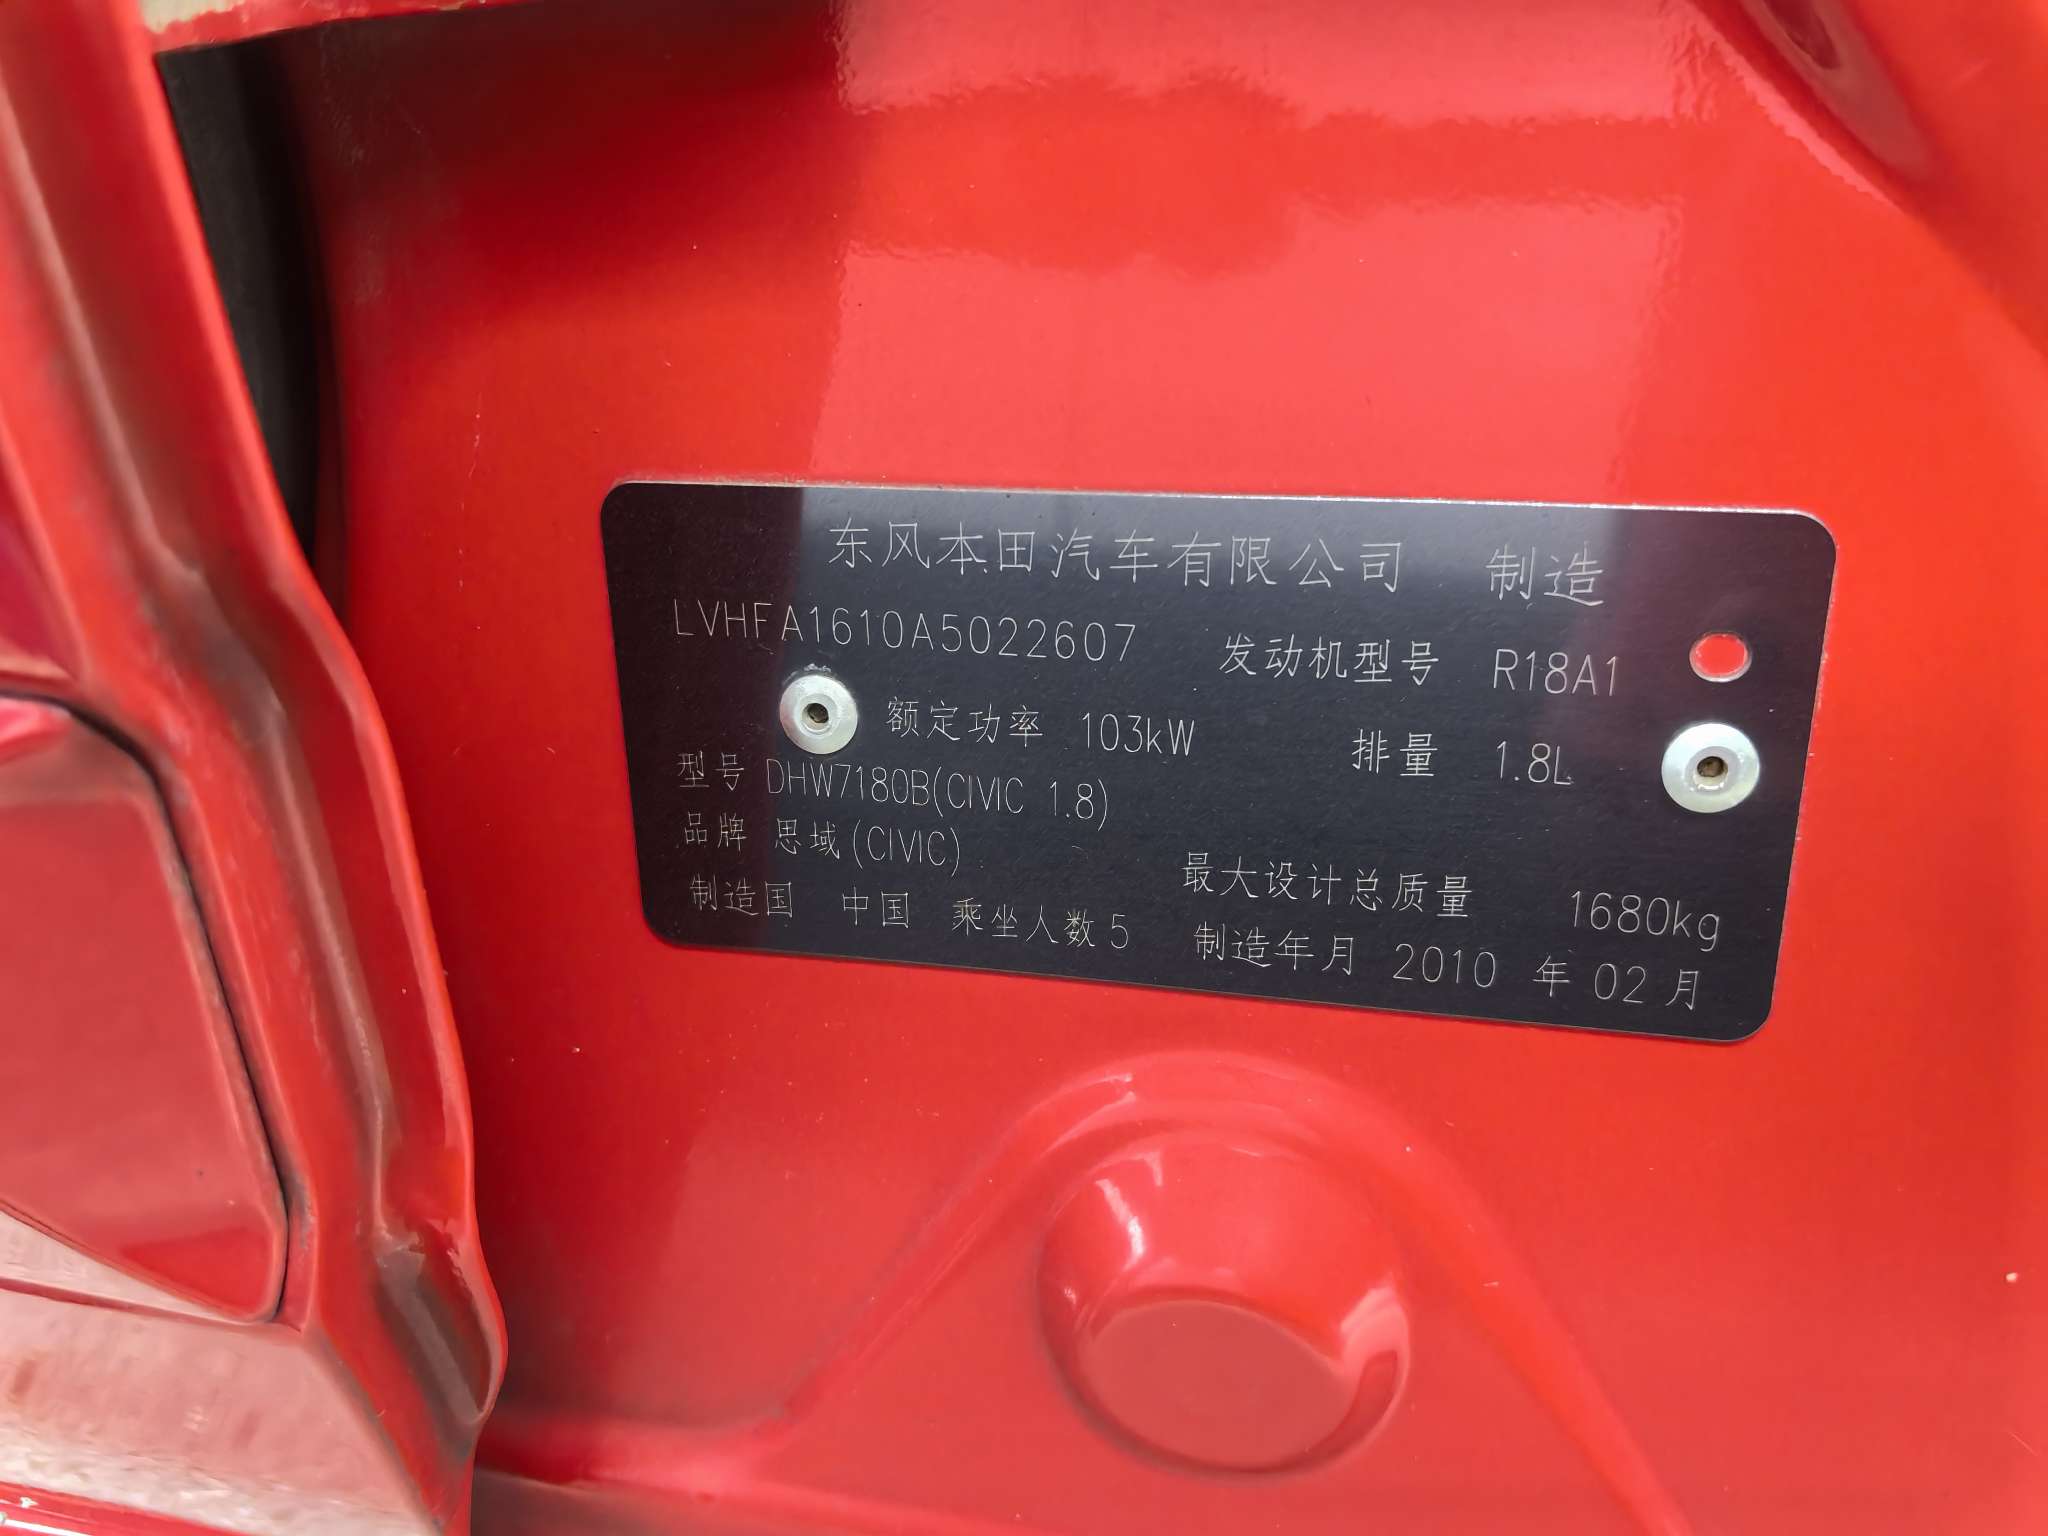 东风本田汽车有限公司 制造
LVHFA1610A5022607 发动机型号 R18A1
额定功率 103kW 排量 1.8L
型号 DHW7180B(CIVIC 1.8)
品牌 思域(CIVIC) 最大设计总质量 1680kg
制造国 中国 乘坐人数 5 制造年月 2010 年 02 月